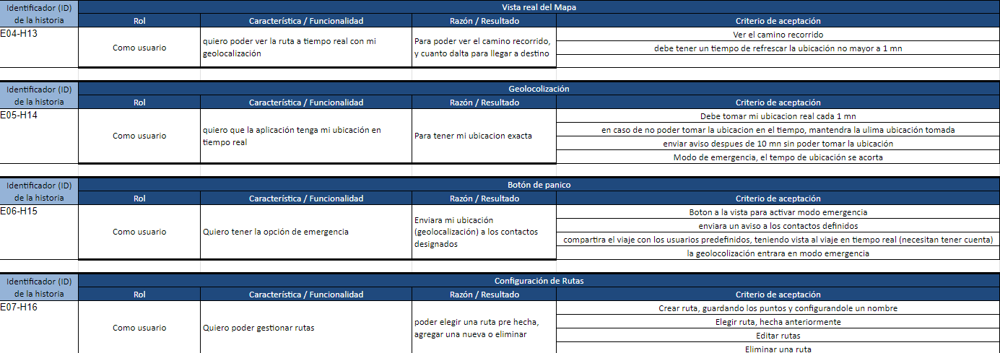 Identificador (ID)
de la historia
Vista real del Mapa
Rol
Característica / Funcionalidad
Razón / Resultado
Criterio de aceptación
E04-H13
Como usuario
quiero poder ver la ruta a tiempo real con mi
geolocalización
Para poder ver el camino recorrido,
y cuanto dalta para llegar a destino
Ver el camino recorrido
debe tener un tiempo de refrescar la ubicación no mayor a 1 mn
Identificador (ID)
de la historia
Geolocolización
Rol
Característica / Funcionalidad
Razón / Resultado
Criterio de aceptación
E05-H14
Como usuario
quiero que la aplicación tenga mi ubicación en
tiempo real
Para tener mi ubicacion exacta
Debe tomar mi ubicacion real cada 1 mn
en caso de no poder tomar la ubicacion en el tiempo, mantendra la ulima ubicación tomada
enviar aviso despues de 10 mn sin poder tomar la ubicación
Modo de emergencia, el tempo de ubicación se acorta
Identificador (ID)
de la historia
Botón de panico
Rol
Característica / Funcionalidad
Razón / Resultado
Criterio de aceptación
E06-H15
Como usuario
Quiero tener la opción de emergencia
Enviara mi ubicación
(geolocalización) a los contactos
designados
Boton a la vista para activar modo emergencia
enviara un aviso a los contactos definidos
compartira el viaje con los usuarios predefinidos, teniendo vista al viaje en tiempo real (necesitan tener cuenta)
la geolocolización entrara en modo emergencia
Identificador (ID)
de la historia
Configuración de Rutas
Rol
Característica / Funcionalidad
Razón / Resultado
Criterio de aceptación
E07-H16
Como usuario
Quiero poder gestionar rutas
poder elegir una ruta pre hecha,
agregar una nueva o eliminar
Crear ruta, guardando los puntos y configurandole un nombre
Elegir ruta, hecha anteriormente
Editar rutas
Eliminar una ruta